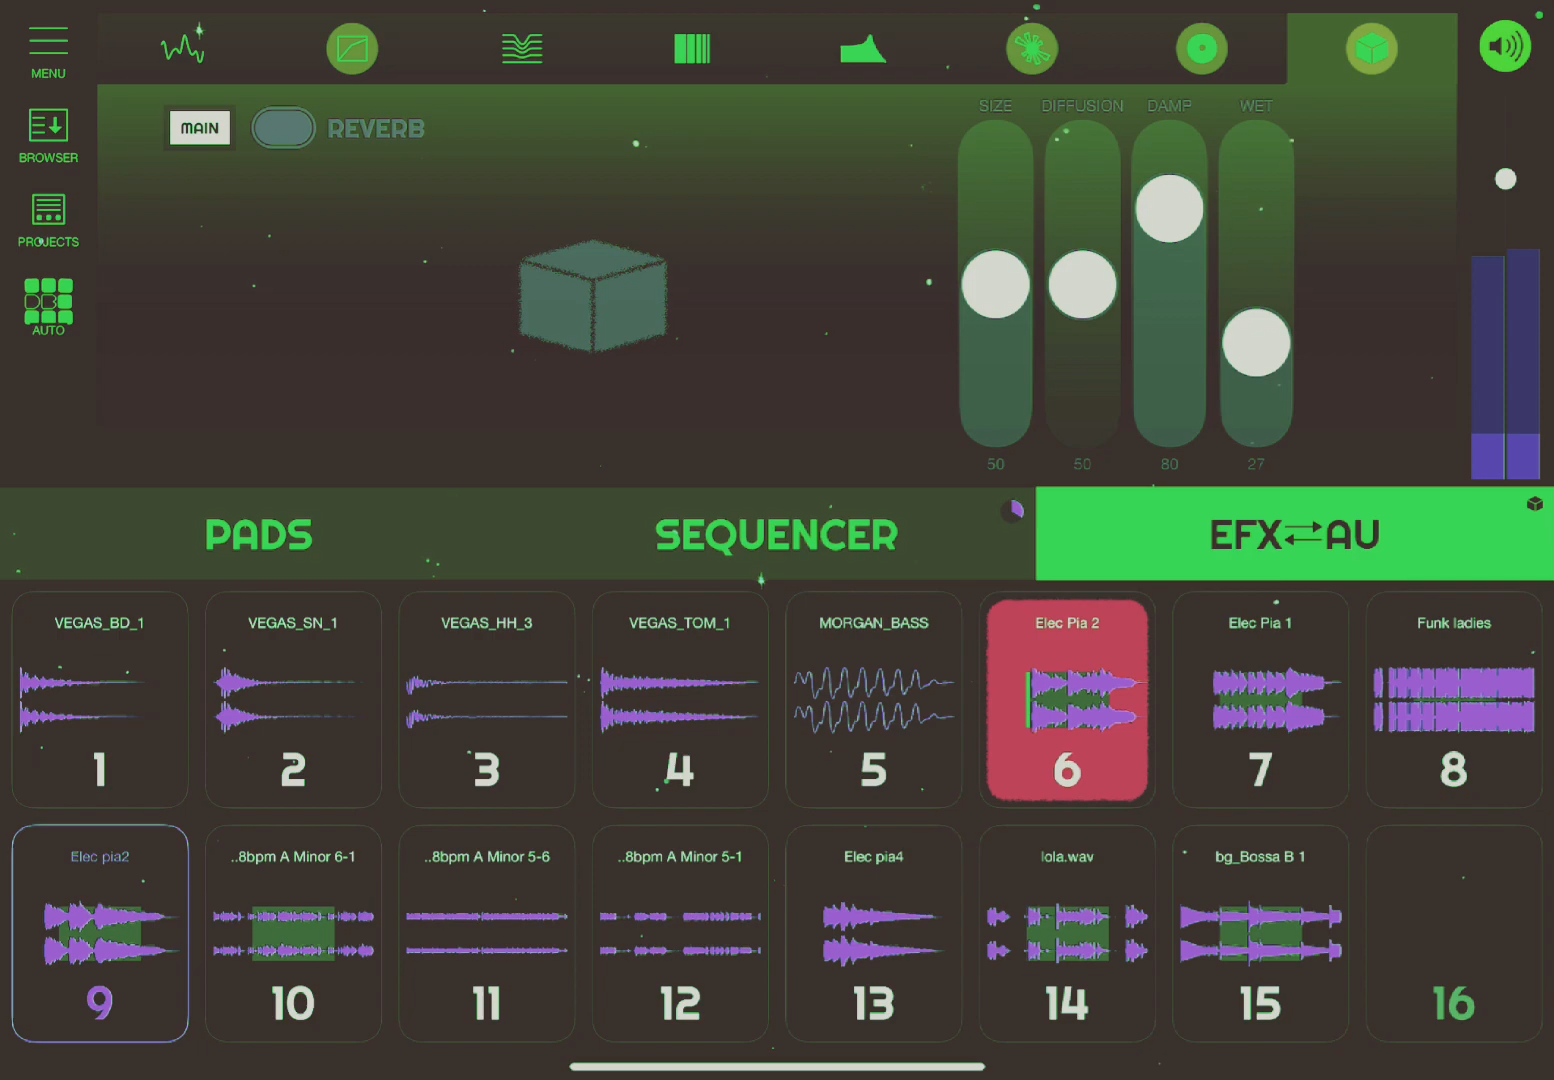 MENU
BROWSER
PROJECTS
DB
AUTO
MAIN
REVERB
SIZE DIFFUSION DAMP WET
50 50 80 27
PADS
SEQUENCER
EFX⇄AU
VEGAS_BD_1
1
VEGAS_SN_1
2
VEGAS_HH_3
3
VEGAS_TOM_1
4
MORGAN_BASS
5
Elec Pia 2
6
Elec Pia 1
7
Funk ladies
8
Elec pia2
9
..8bpm A Minor 6-1
10
..8bpm A Minor 5-6
11
..8bpm A Minor 5-1
12
Elec pia4
13
lola.wav
14
bg_Bossa B 1
15
16